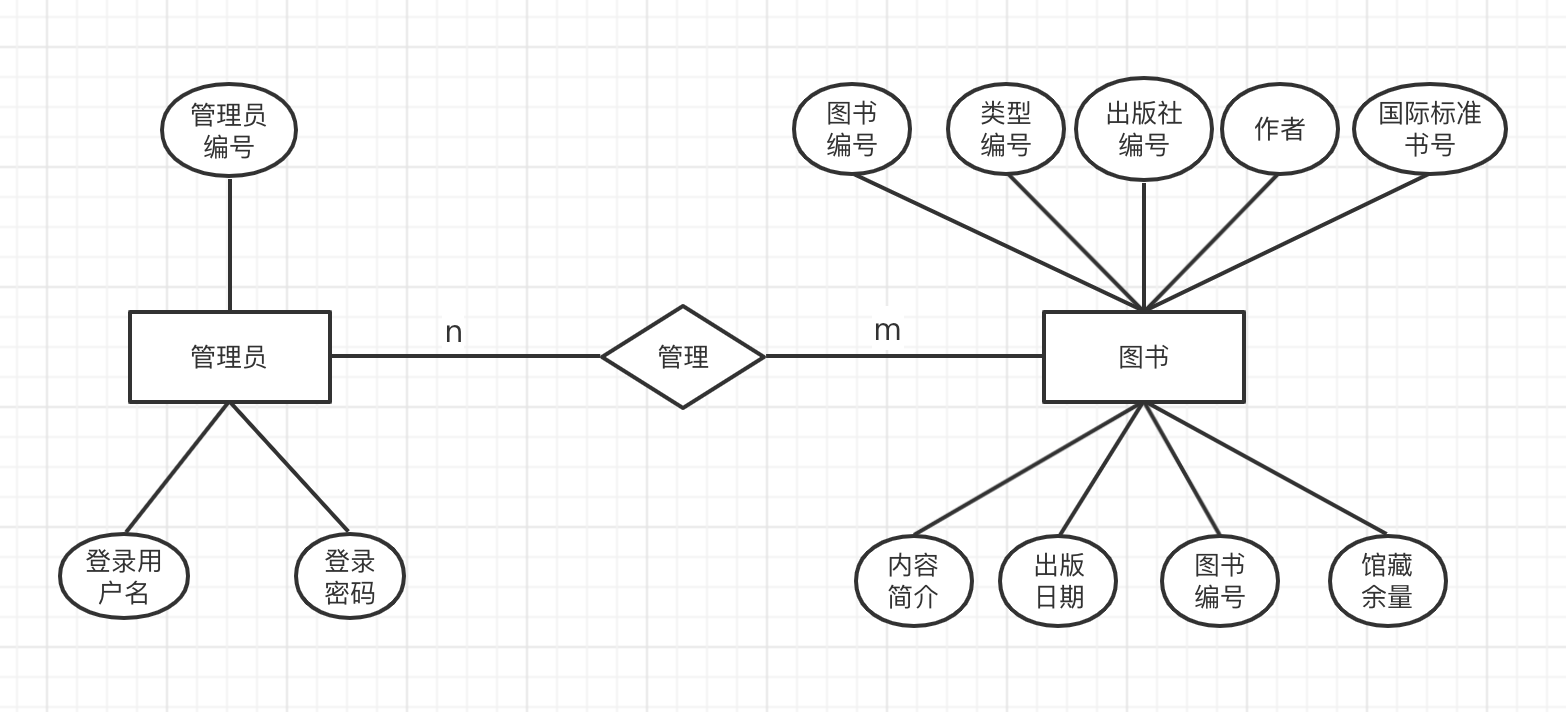 管理员
编号
图书
编号
类型
编号
出版社
编号
作者
国际标准
书号
管理员
n
管理
m
图书
登录用
户名
登录
密码
内容
简介
出版
日期
图书
编号
馆藏
余量